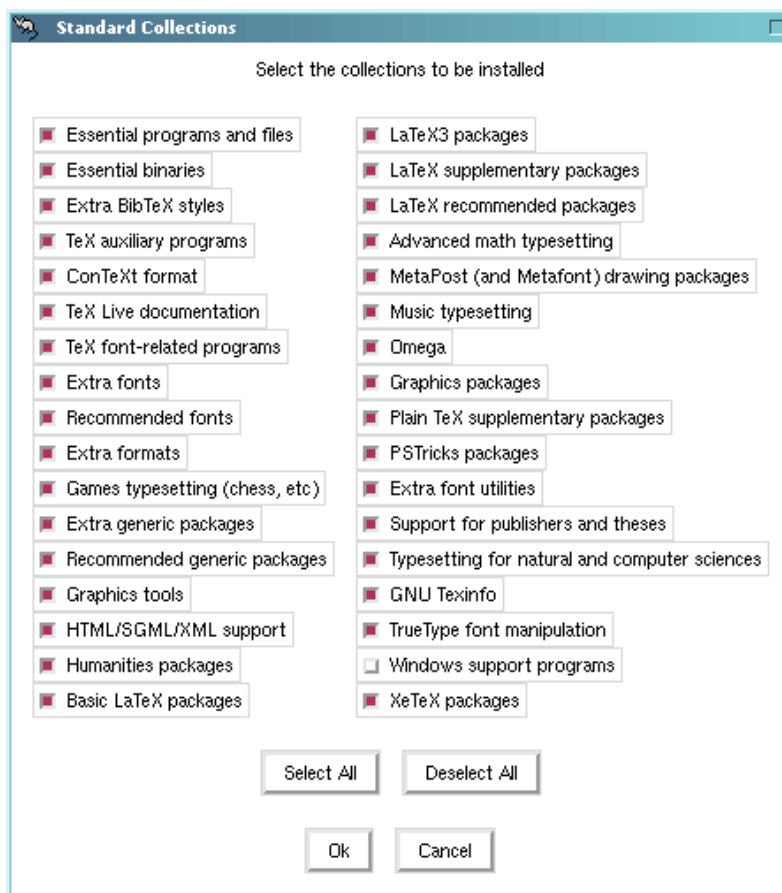 Standard Collections
Select the collections to be installed
Essential programs and files
Essential binaries
Extra BibTeX styles
TeX auxiliary programs
ConTeXt format
TeX Live documentation
TeX font-related programs
Extra fonts
Recommended fonts
Extra formats
Games typesetting (chess, etc)
Extra generic packages
Recommended generic packages
Graphics tools
HTML/SGML/XML support
Humanities packages
Basic LaTeX packages
LaTeX3 packages
LaTeX supplementary packages
LaTeX recommended packages
Advanced math typesetting
MetaPost (and Metafont) drawing packages
Music typesetting
Omega
Graphics packages
Plain TeX supplementary packages
PSTricks packages
Extra font utilities
Support for publishers and theses
Typesetting for natural and computer sciences
GNU Texinfo
TrueType font manipulation
Windows support programs
XeTeX packages
Select All
Deselect All
Ok
Cancel